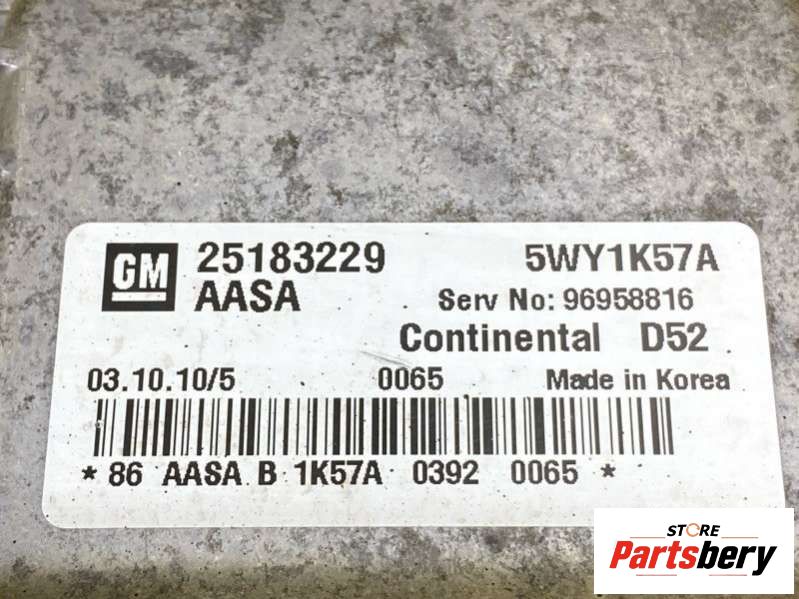 GM 25183229 5WY1K57A
AASA Serv No: 96958816
Continental D52
03.10.10/5 0065 Made in Korea
* 86 AASA B 1K57A 0392 0065 *
STORE
Partsbery